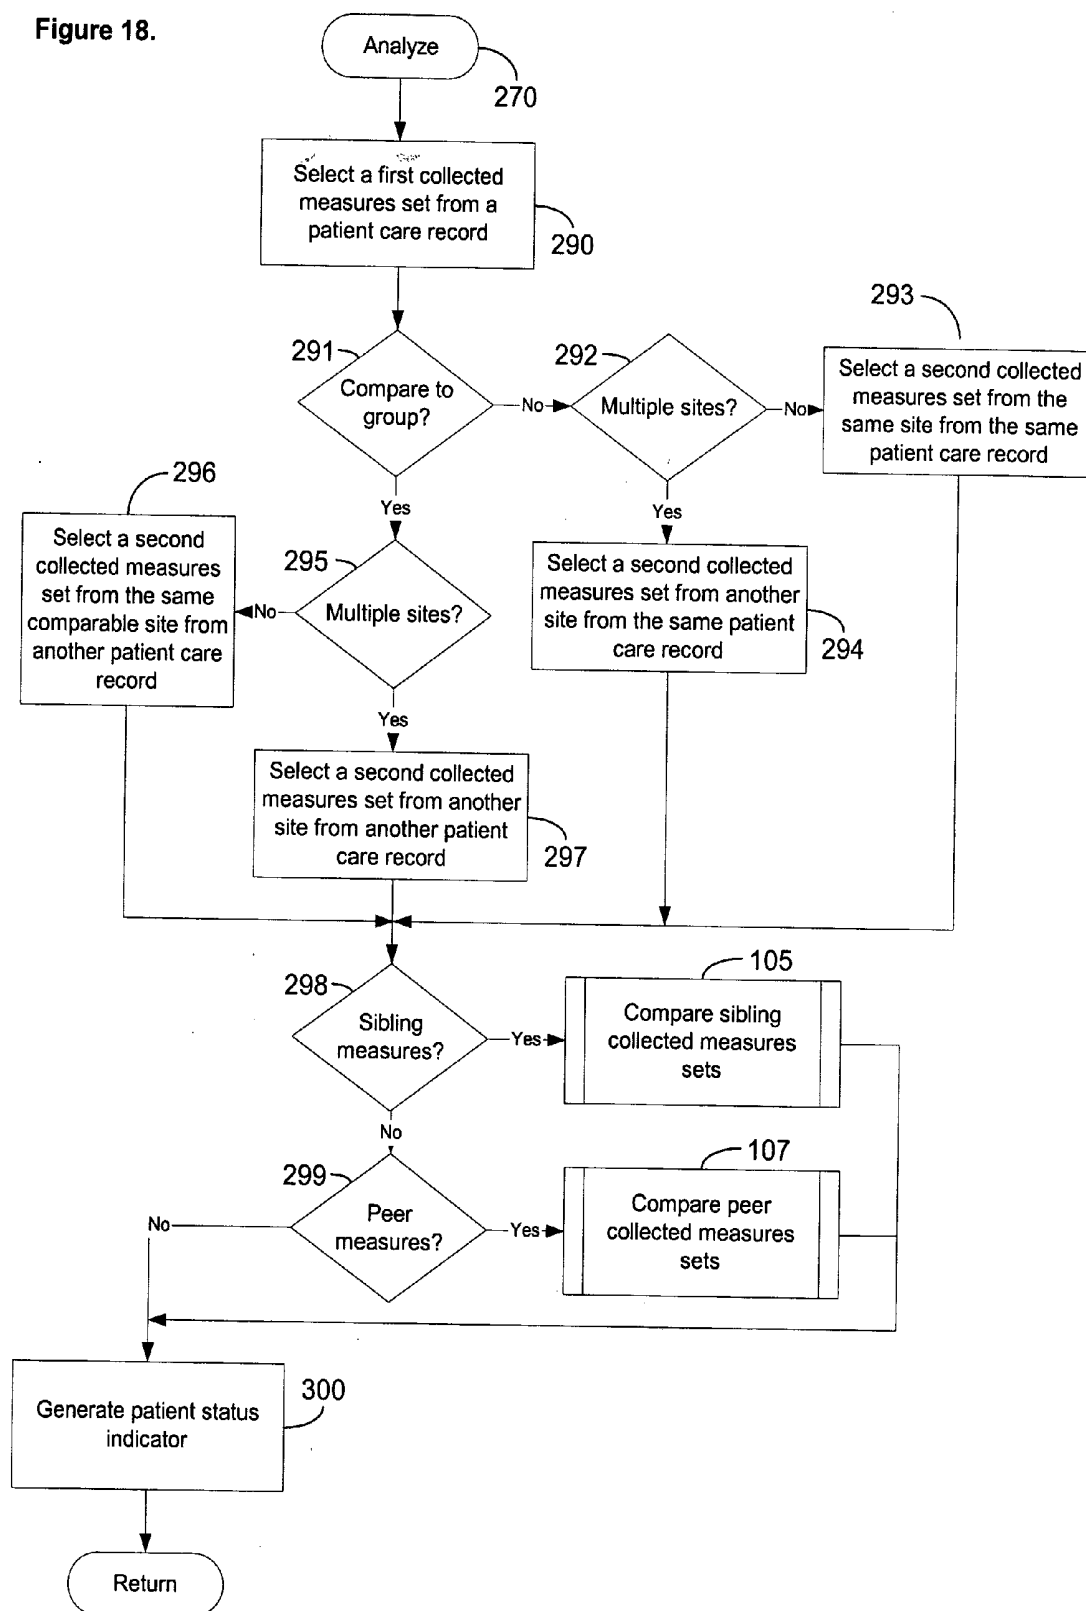 Figure 18.
Analyze
270
Select a first collected
measures set from a
patient care record
290
291
Compare to
group?
No
292
Multiple sites?
No
293
Select a second collected
measures set from the
same site from the same
patient care record
Yes
Yes
296
Select a second
collected measures
set from the same
comparable site from
another patient care
record
No
295
Multiple sites?
Select a second collected
measures set from another
site from the same patient
care record
294
Yes
Select a second collected
measures set from another
site from another patient
care record
297
298
Sibling
measures?
Yes
105
Compare sibling
collected measures
sets
No
299
Peer
measures?
No
Yes
107
Compare peer
collected measures
sets
Generate patient status
indicator
300
Return